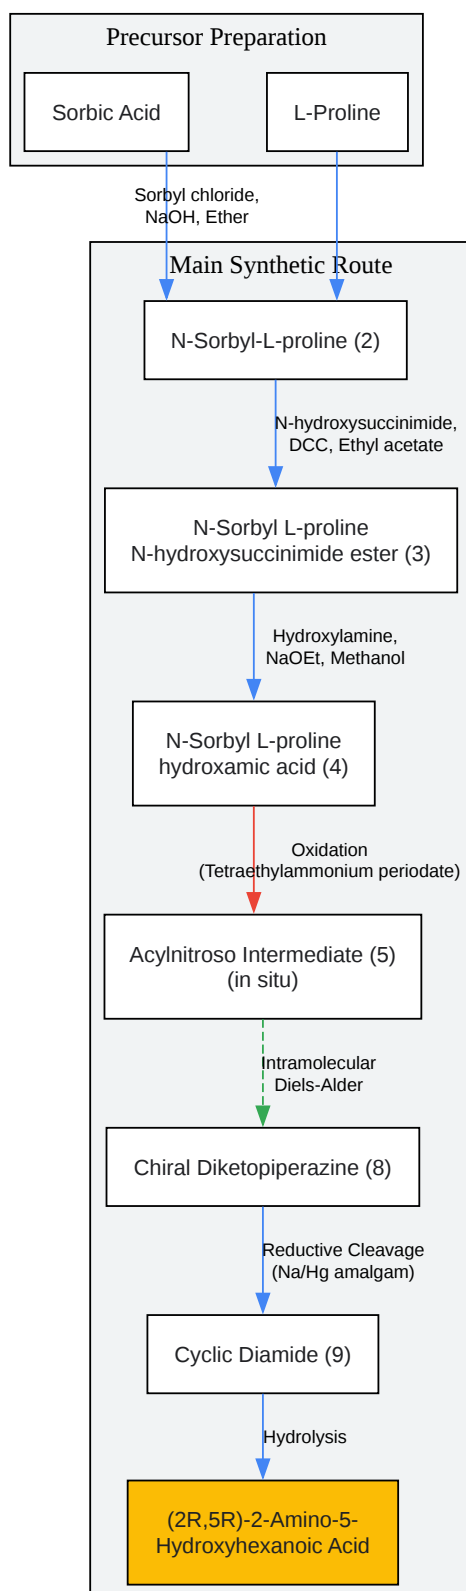 Precursor Preparation
Sorbic Acid
L-Proline
Sorbyl chloride,
NaOH, Ether
Main Synthetic Route
N-Sorbyl-L-proline (2)
N-hydroxysuccinimide,
DCC, Ethyl acetate
N-Sorbyl L-proline
N-hydroxysuccinimide ester (3)
Hydroxylamine,
NaOEt, Methanol
N-Sorbyl L-proline
hydroxamic acid (4)
Oxidation
(Tetraethylammonium periodate)
Acylnitroso Intermediate (5)
(in situ)
Intramolecular
Diels-Alder
Chiral Diketopiperazine (8)
Reductive Cleavage
(Na/Hg amalgam)
Cyclic Diamide (9)
Hydrolysis
(2R,5R)-2-Amino-5-
Hydroxyhexanoic Acid